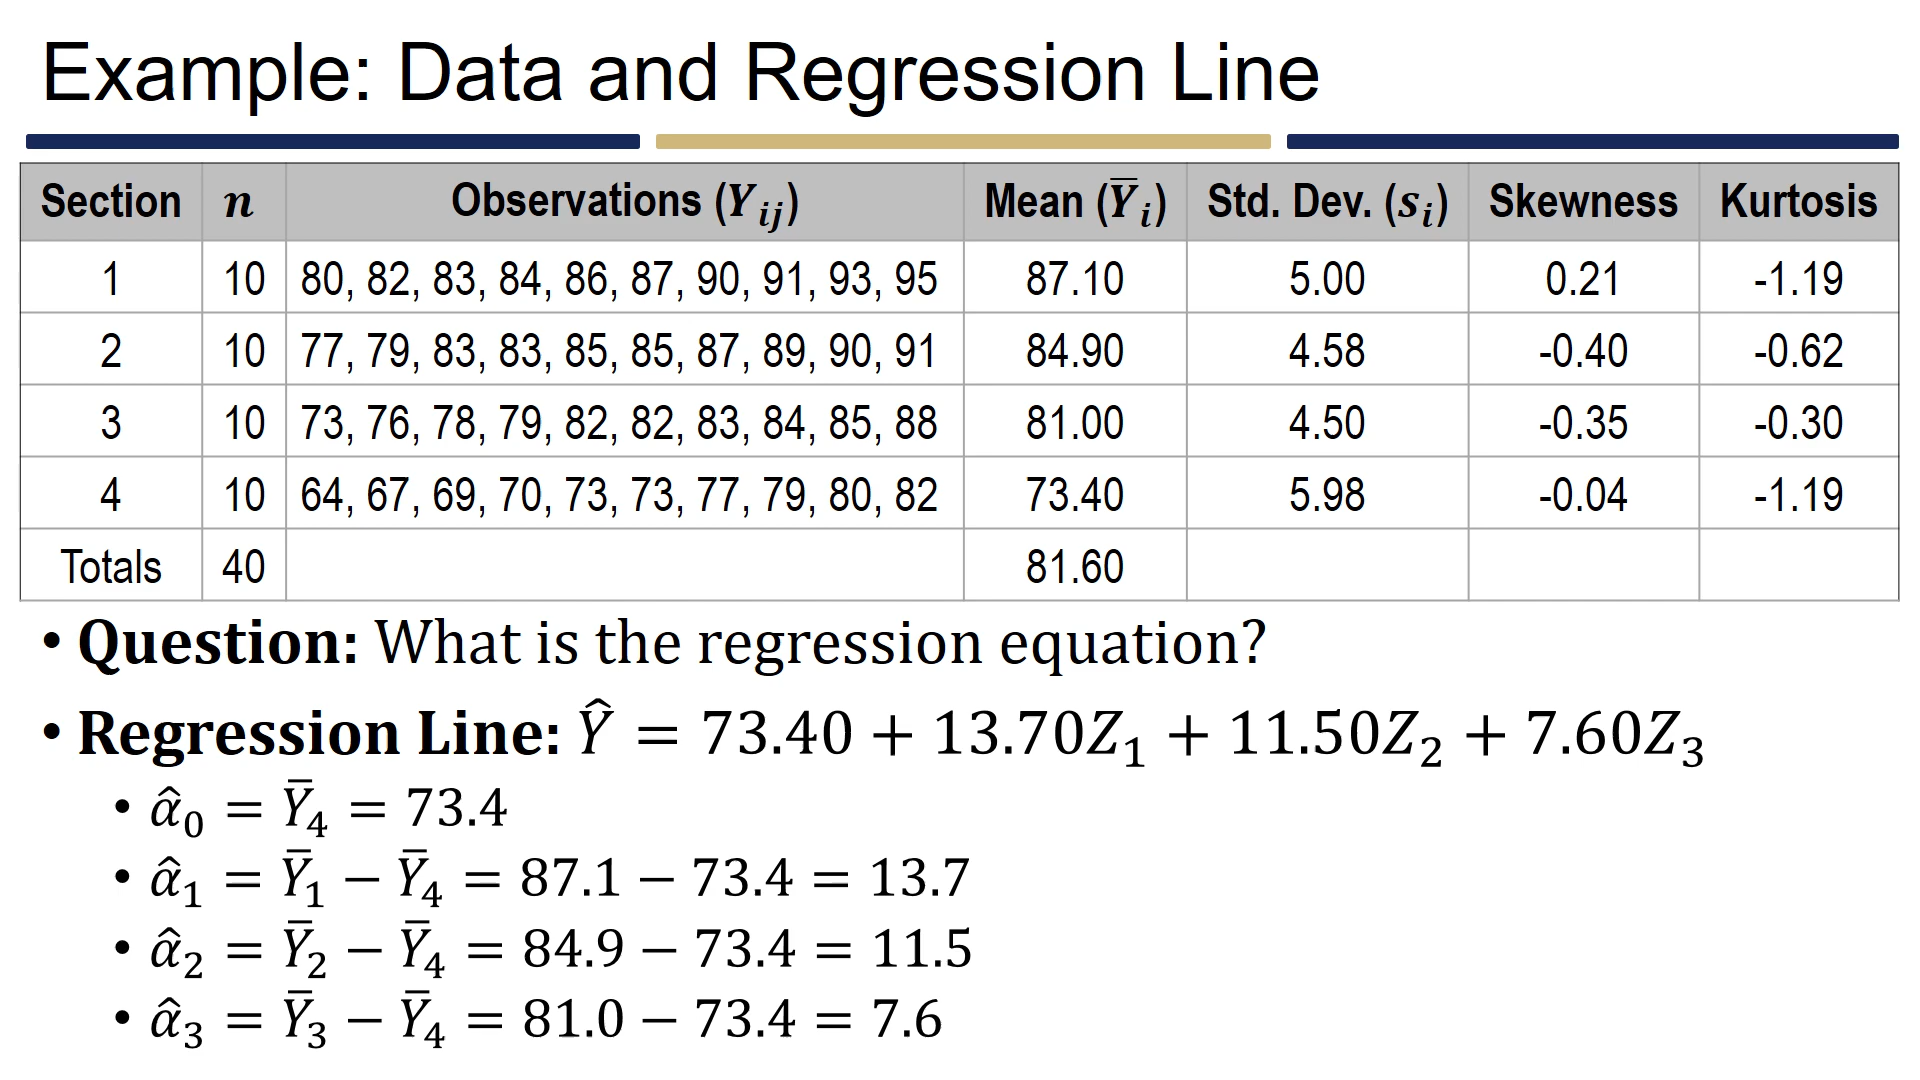 Example: Data and Regression Line
Section n Observations (Y_ij) Mean (Ȳ_i) Std. Dev. (s_i) Skewness Kurtosis
1 10 80, 82, 83, 84, 86, 87, 90, 91, 93, 95 87.10 5.00 0.21 -1.19
2 10 77, 79, 83, 83, 85, 85, 87, 89, 90, 91 84.90 4.58 -0.40 -0.62
3 10 73, 76, 78, 79, 82, 82, 83, 84, 85, 88 81.00 4.50 -0.35 -0.30
4 10 64, 67, 69, 70, 73, 73, 77, 79, 80, 82 73.40 5.98 -0.04 -1.19
Totals 40 81.60
• Question: What is the regression equation?
• Regression Line: Ŷ = 73.40 + 13.70Z₁ + 11.50Z₂ + 7.60Z₃
• α̂₀ = Ȳ₄ = 73.4
• α̂₁ = Ȳ₁ − Ȳ₄ = 87.1 − 73.4 = 13.7
• α̂₂ = Ȳ₂ − Ȳ₄ = 84.9 − 73.4 = 11.5
• α̂₃ = Ȳ₃ − Ȳ₄ = 81.0 − 73.4 = 7.6